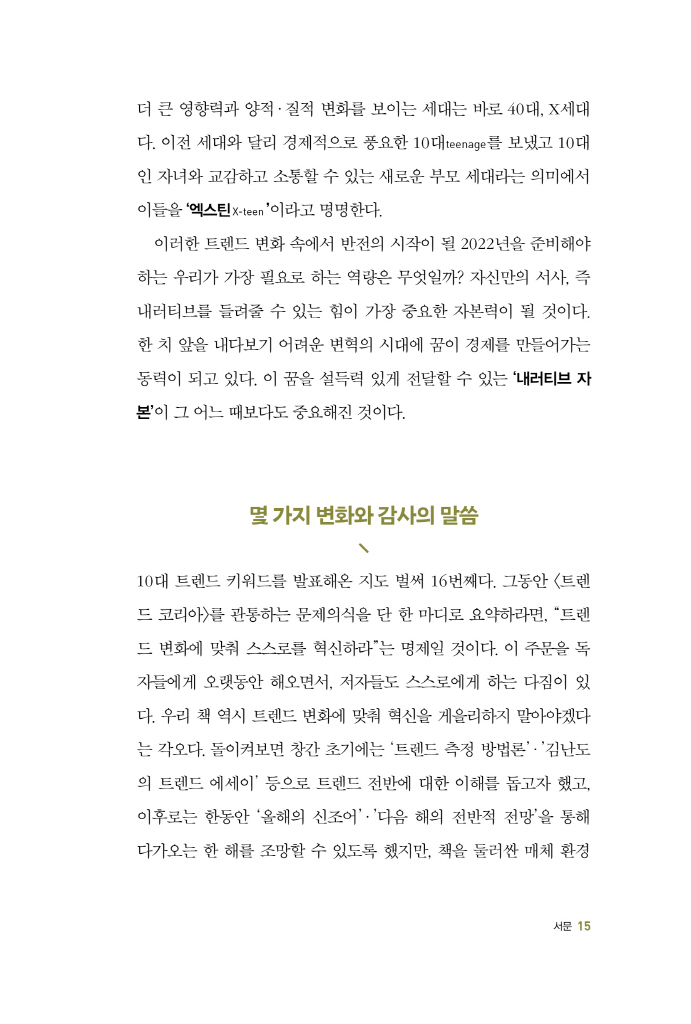 더 큰 영향력과 양적·질적 변화를 보이는 세대는 바로 40대, X세대
다. 이전 세대와 달리 경제적으로 풍요한 10대teenage를 보냈고 10대
인 자녀와 교감하고 소통할 수 있는 새로운 부모 세대라는 의미에서
이들을 ‘엑스틴X-teen’이라고 명명한다.
이러한 트렌드 변화 속에서 반전의 시작이 될 2022년을 준비해야
하는 우리가 가장 필요로 하는 역량은 무엇일까? 자신만의 서사, 즉
내러티브를 들려줄 수 있는 힘이 가장 중요한 자본력이 될 것이다.
한 치 앞을 내다보기 어려운 변혁의 시대에 꿈이 경제를 만들어가는
동력이 되고 있다. 이 꿈을 설득력 있게 전달할 수 있는 ‘내러티브 자
본’이 그 어느 때보다도 중요해진 것이다.
몇 가지 변화와 감사의 말씀
10대 트렌드 키워드를 발표해온 지도 벌써 16번째다. 그동안 〈트렌
드 코리아〉를 관통하는 문제의식을 단 한 마디로 요약하라면, “트렌
드 변화에 맞춰 스스로를 혁신하라”는 명제일 것이다. 이 주문을 독
자들에게 오랫동안 해오면서, 저자들도 스스로에게 하는 다짐이 있
다. 우리 책 역시 트렌드 변화에 맞춰 혁신을 게을리하지 말아야겠다
는 각오다. 돌이켜보면 창간 초기에는 ‘트렌드 측정 방법론’·’김난도
의 트렌드 에세이’ 등으로 트렌드 전반에 대한 이해를 돕고자 했고,
이후로는 한동안 ‘올해의 신조어’·’다음 해의 전반적 전망’을 통해
다가오는 한 해를 조망할 수 있도록 했지만, 책을 둘러싼 매체 환경
서문 15